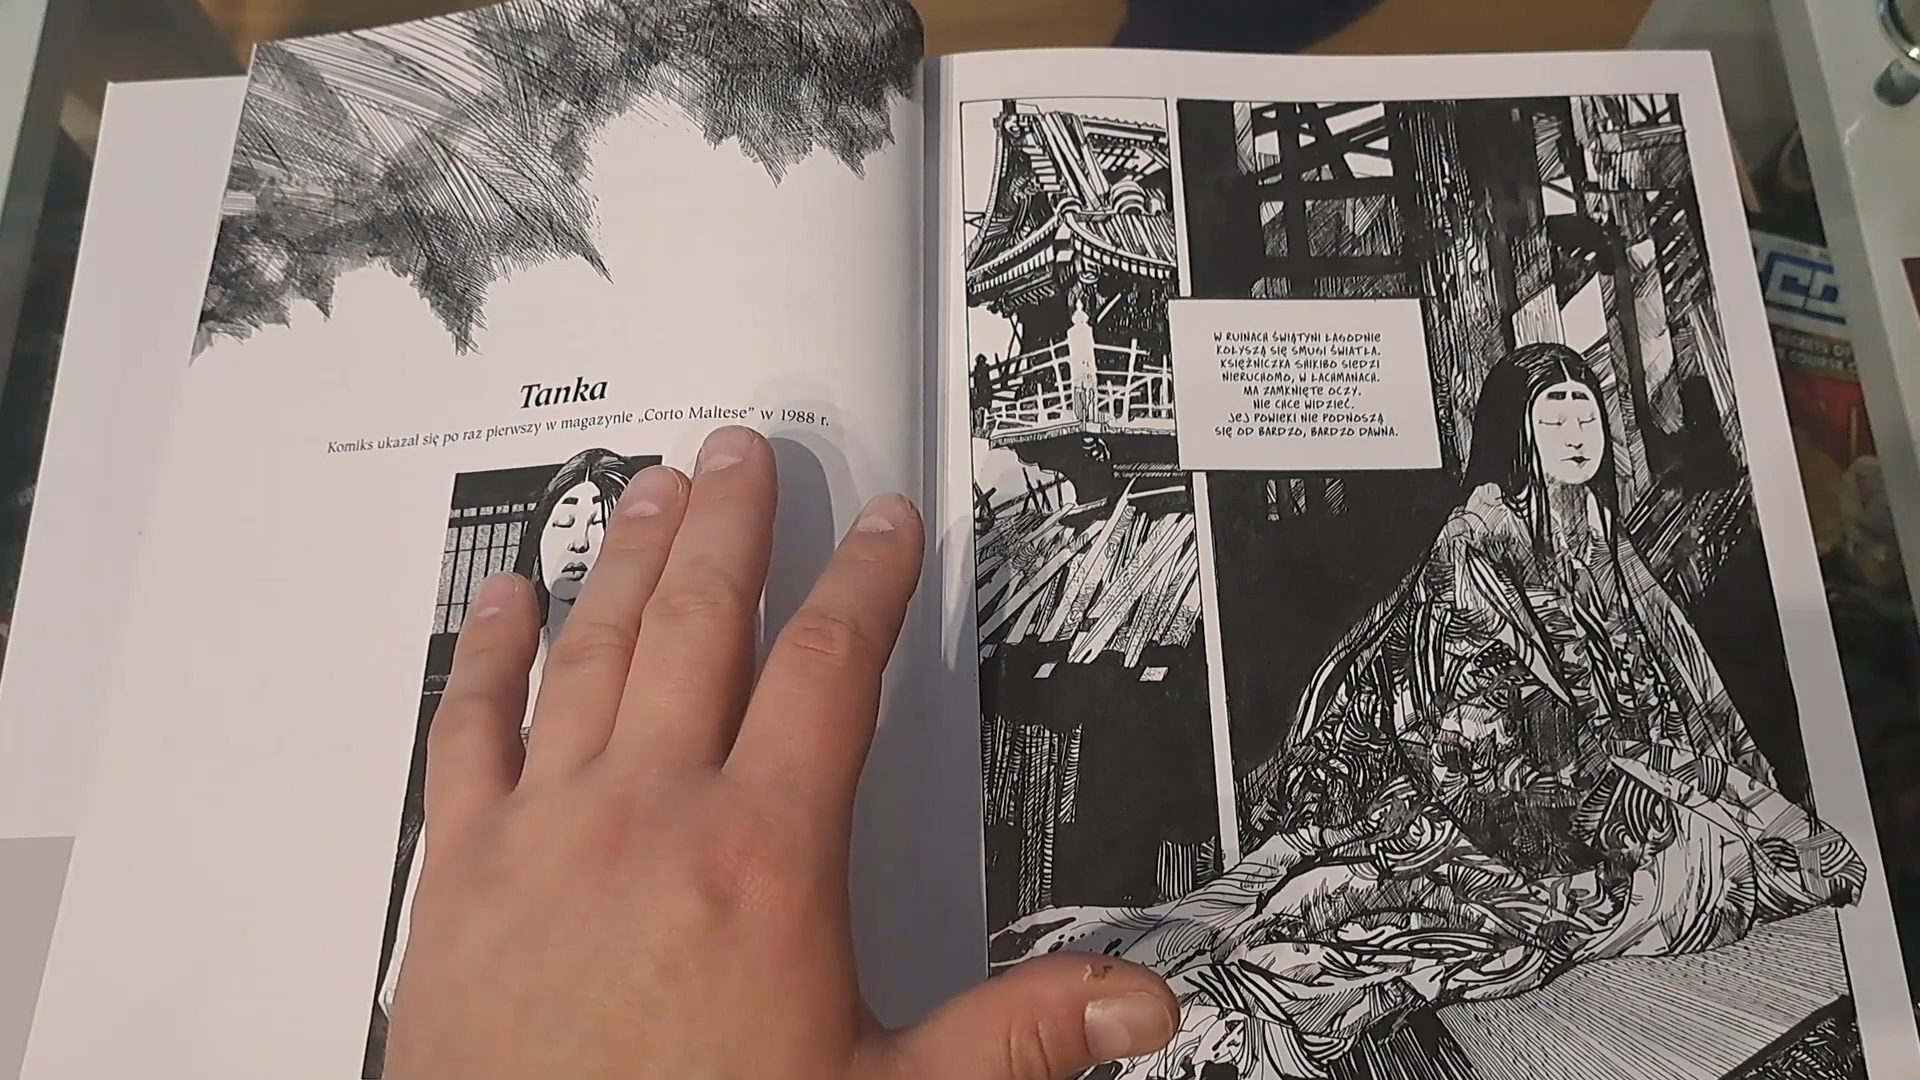 Tanka
Komiks ukazał się po raz pierwszy w magazynie „Corto Maltese” w 1988 r.
W RUINACH ŚWIĄTYNI ŁAGODNIE
KOŁYSZĄ SIĘ SMUGI ŚWIATŁA.
KSIĘŻNICZKA SHIKIBO SIEDZI
NIERUCHOMO, W ŁACHMANACH.
MA ZAMKNIĘTE OCZY.
NIE CHCE WIDZIEĆ.
JEJ POWIEKI NIE PODNOSZĄ
SIĘ OD BARDZO, BARDZO DAWNA.
SECRETS OF